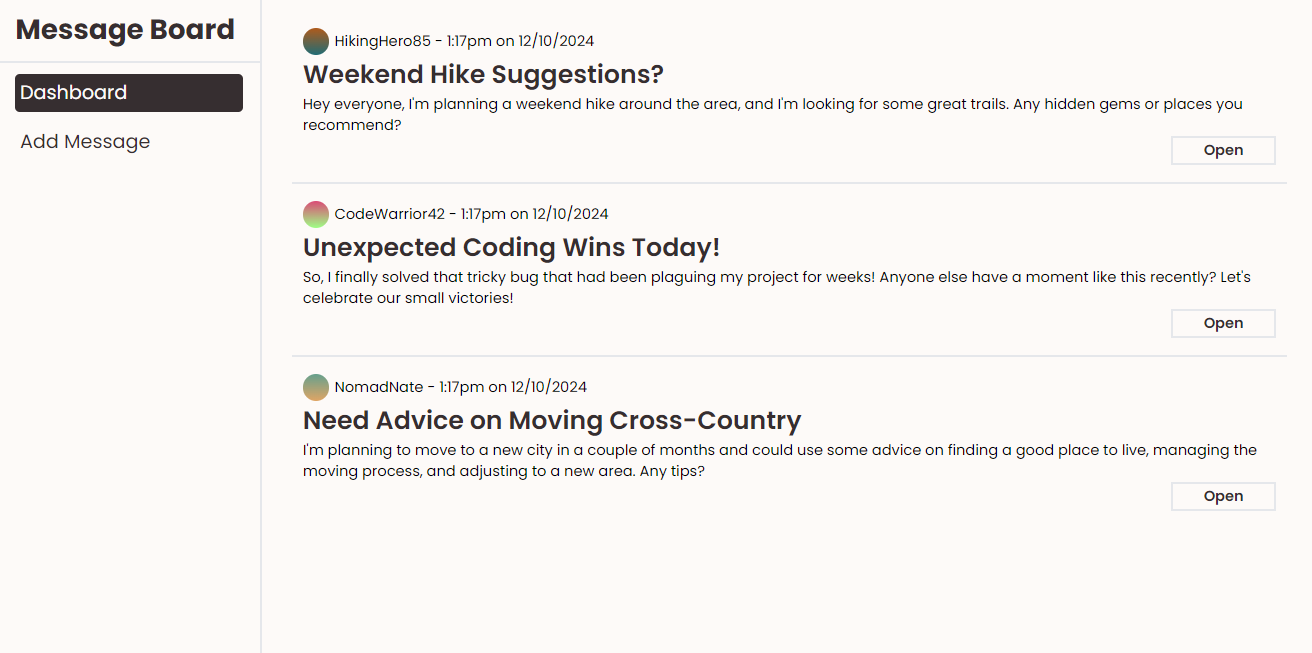 Message Board
Dashboard
Add Message
HikingHero85 - 1:17pm on 12/10/2024
Weekend Hike Suggestions?
Hey everyone, I'm planning a weekend hike around the area, and I'm looking for some great trails. Any hidden gems or places you
recommend?
Open
CodeWarrior42 - 1:17pm on 12/10/2024
Unexpected Coding Wins Today!
So, I finally solved that tricky bug that had been plaguing my project for weeks! Anyone else have a moment like this recently? Let's
celebrate our small victories!
Open
NomadNate - 1:17pm on 12/10/2024
Need Advice on Moving Cross-Country
I'm planning to move to a new city in a couple of months and could use some advice on finding a good place to live, managing the
moving process, and adjusting to a new area. Any tips?
Open